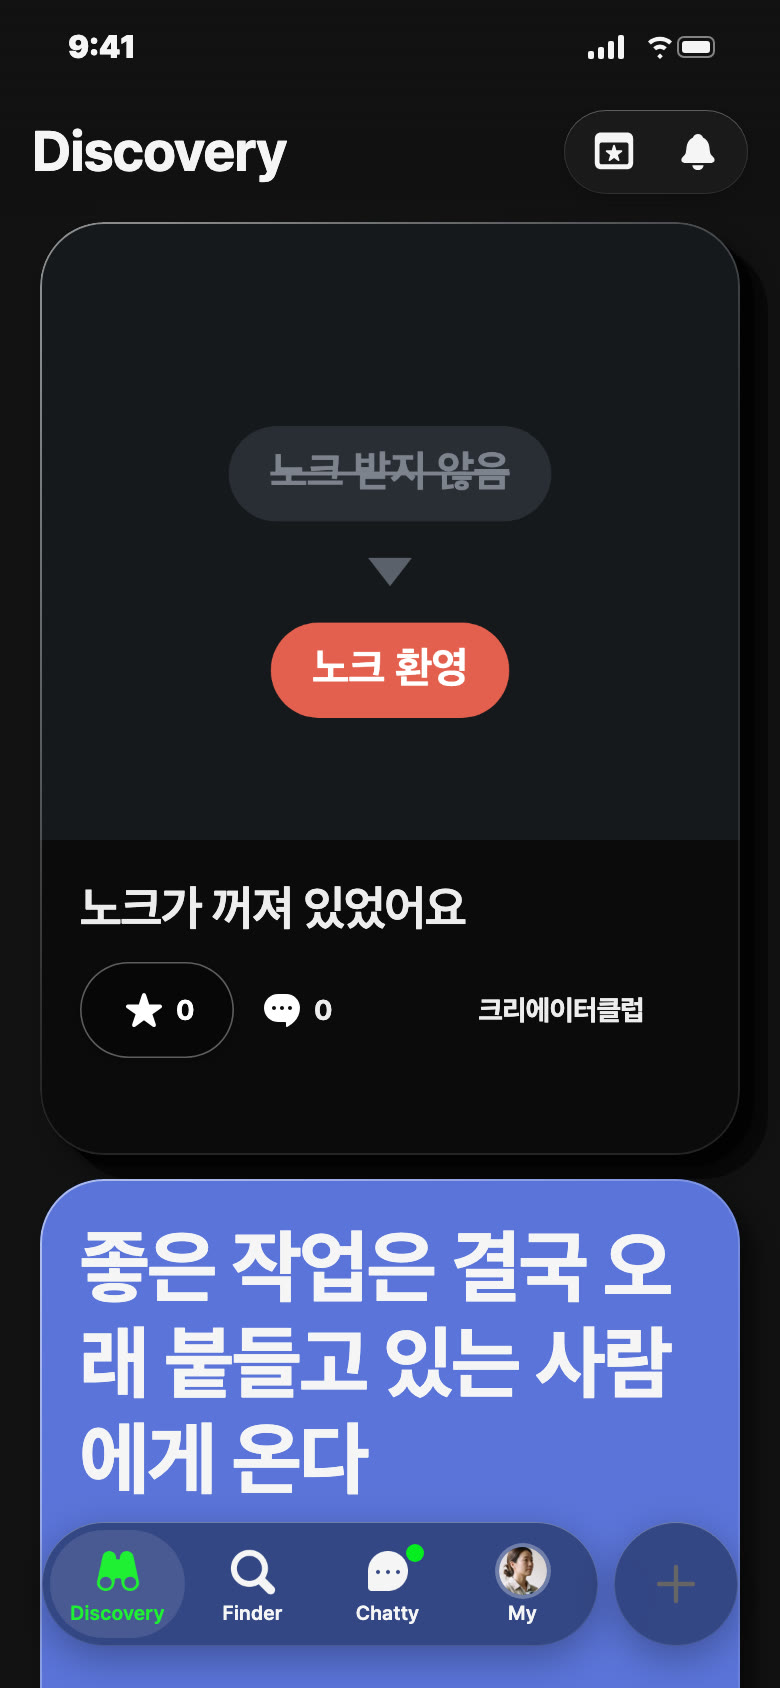 9:41
Discovery
노크 받지 않음
노크 환영
노크가 꺼져 있었어요
0 0 크리에이터클럽
좋은 작업은 결국 오
래 붙들고 있는 사람
에게 온다
Discovery Finder Chatty My